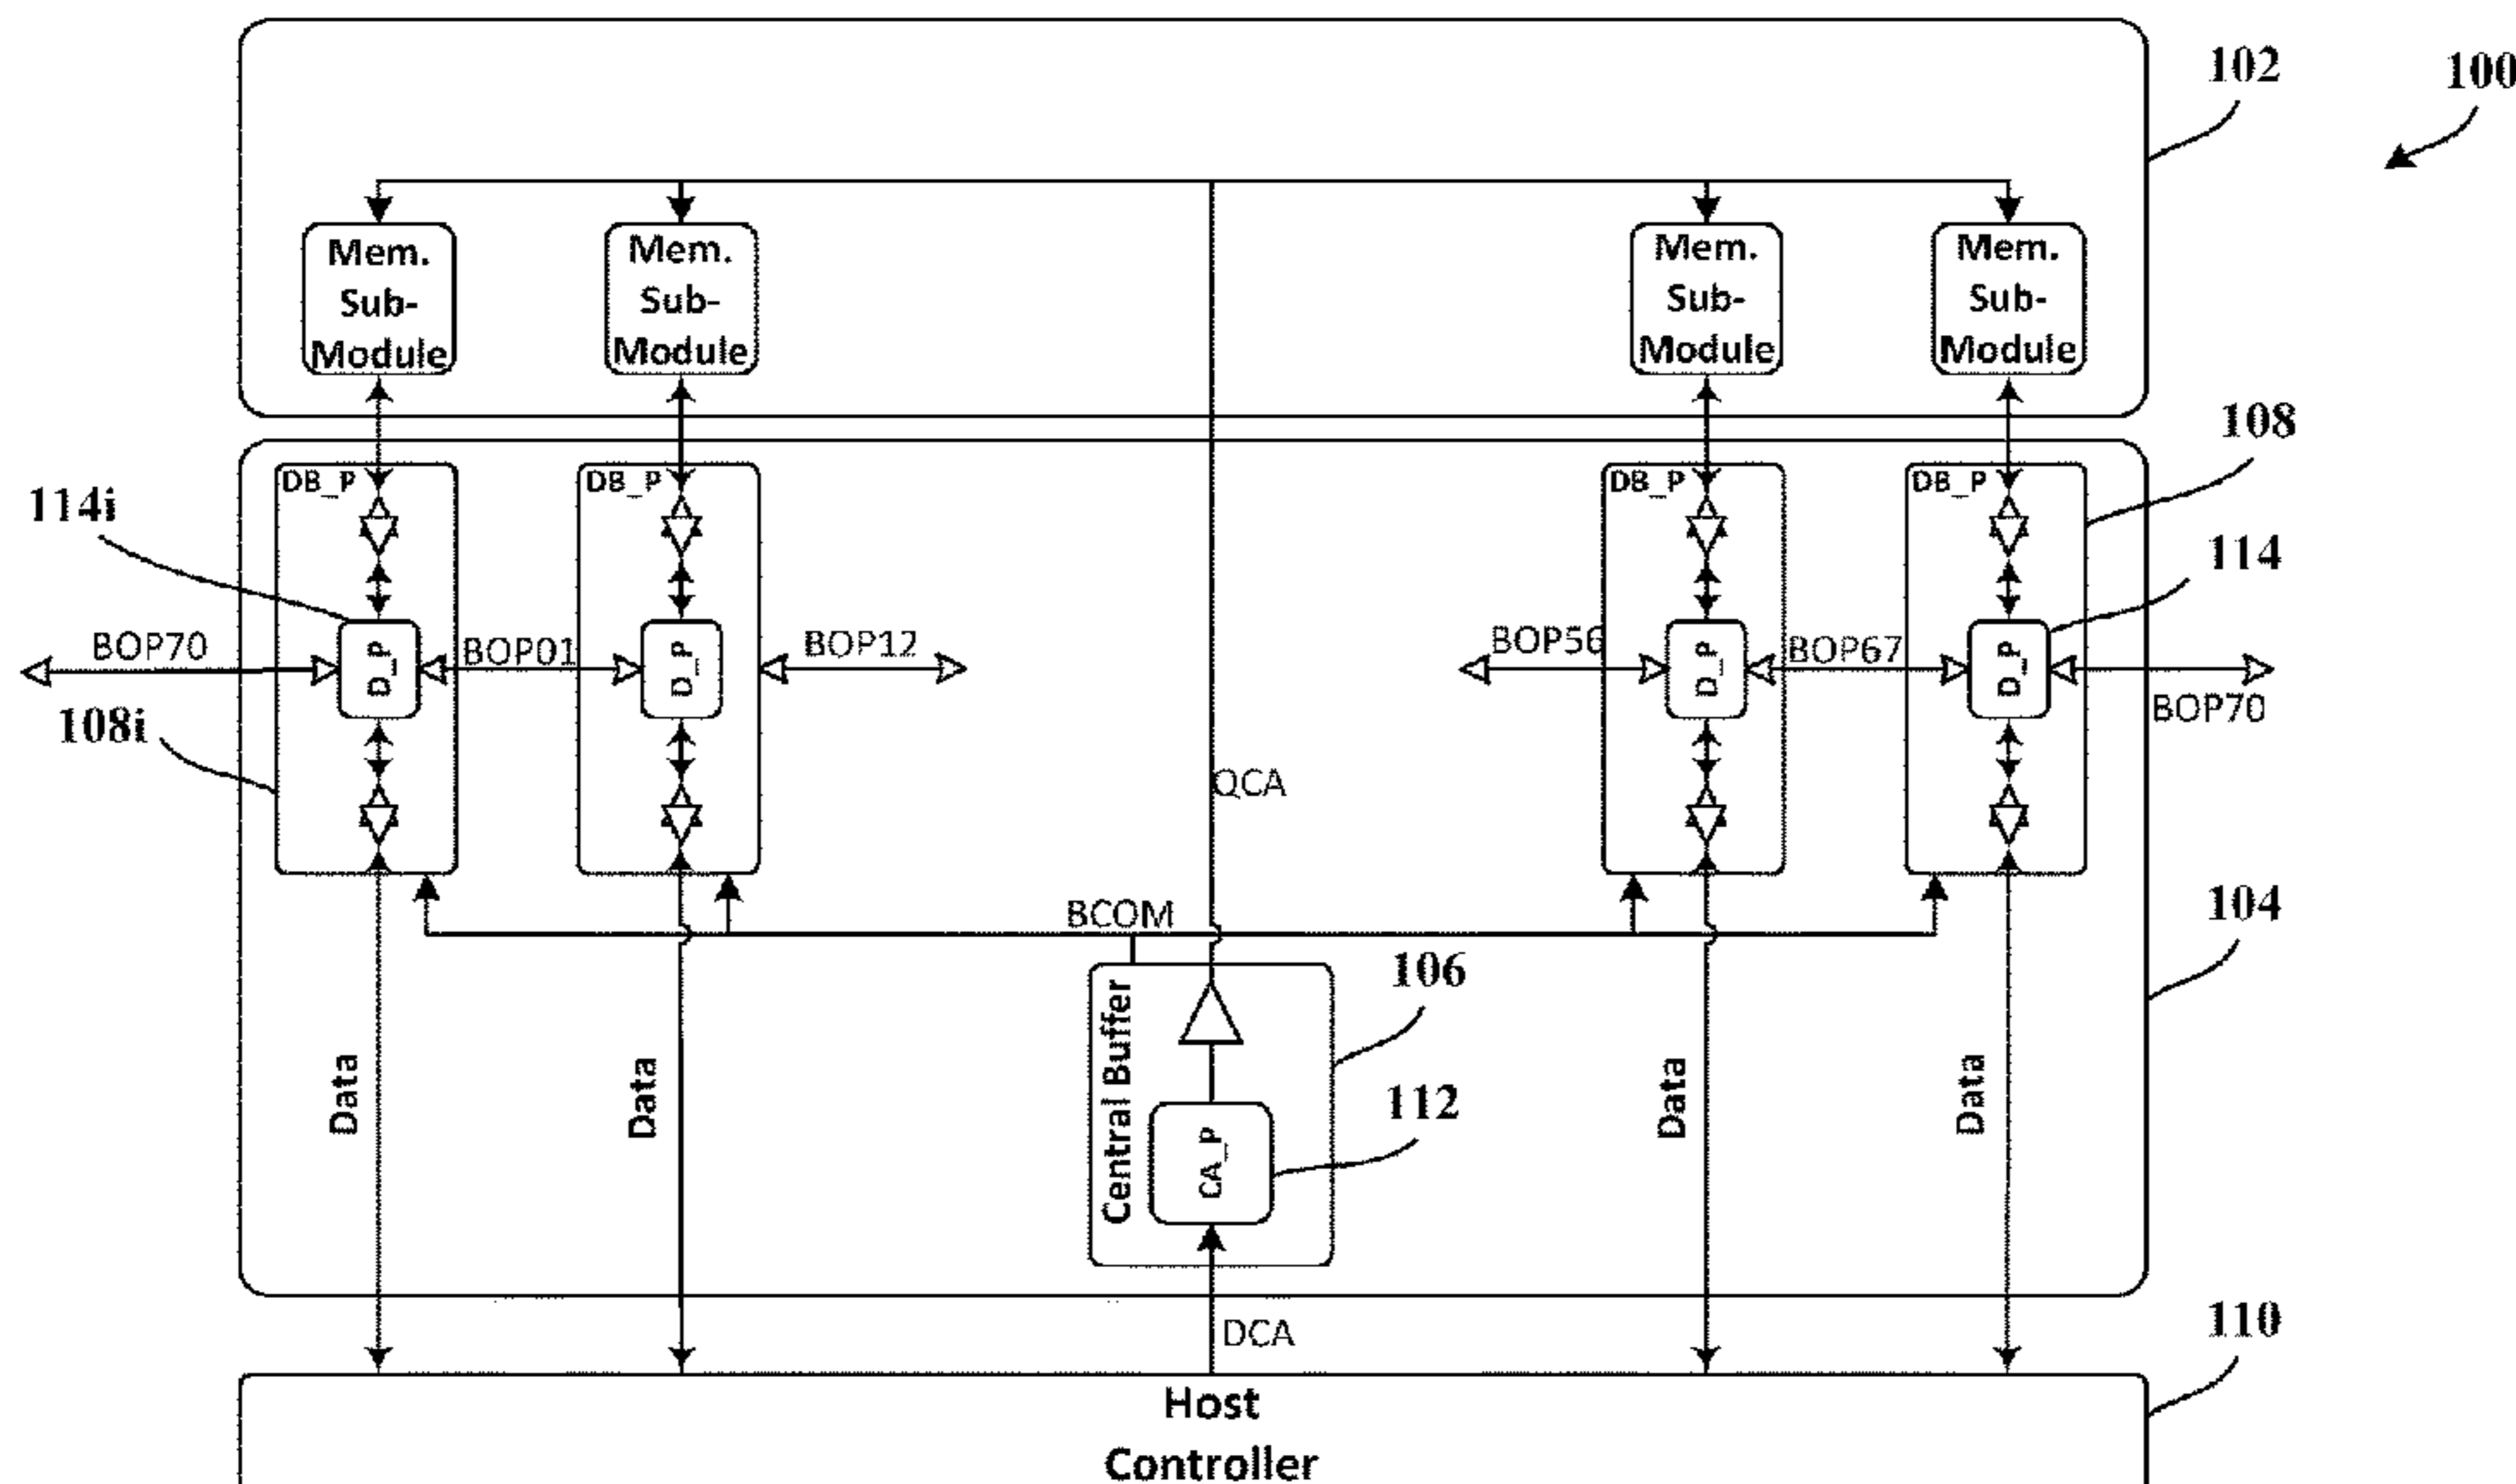 102
100
Mem.
Sub-
Module
Mem.
Sub-
Module
Mem.
Sub-
Module
Mem.
Sub-
Module
108
DB_P
DB_P
DB_P
DB_P
114i
114
BOP70
D_P
BOP01
D_P
BOP12
BOP56
D_P
BOP67
D_P
BOP70
108i
QCA
BCOM
104
106
Central Buffer
112
CA_P
Data
Data
Data
Data
DCA
110
Host
Controller